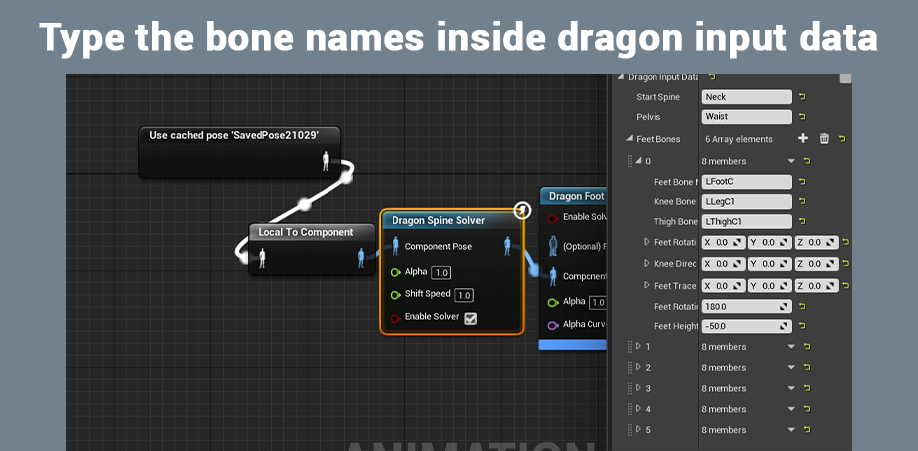 Type the bone names inside dragon input data
Dragon Input Data
Use cached pose 'SavedPose21029'
Local To Component
Dragon Spine Solver
Component Pose
Alpha 1.0
Shift Speed 1.0
Enable Solver
Dragon Foot
Enable Solv
(Optional) F
Componen
Alpha 1.0
Alpha Curv
Start Spine Neck
Pelvis Waist
Feet Bones 6 Array elements
0 8 members
Feet Bone N LFootC
Knee Bone LLegC1
Thigh Bone LThighC1
Feet Rotati X 0.0 Y 0.0 Z 0.0
Knee Direc X 0.0 Y 0.0 Z 0.0
Feet Trace X 0.0 Y 0.0 Z 0.0
Feet Rotatio 180.0
Feet Height -50.0
1 8 members
2 8 members
3 8 members
4 8 members
5 8 members
ANIMATION